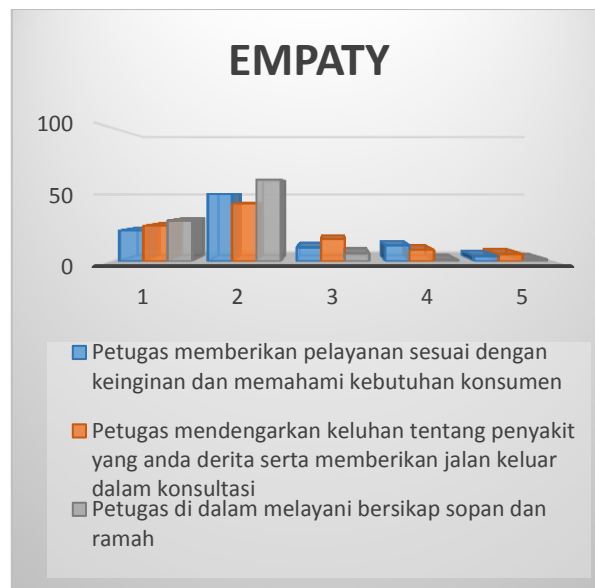 EMPATY
100
50
0
1 2 3 4 5
Petugas memberikan pelayanan sesuai dengan
keinginan dan memahami kebutuhan konsumen
Petugas mendengarkan keluhan tentang penyakit
yang anda derita serta memberikan jalan keluar
dalam konsultasi
Petugas di dalam melayani bersikap sopan dan
ramah